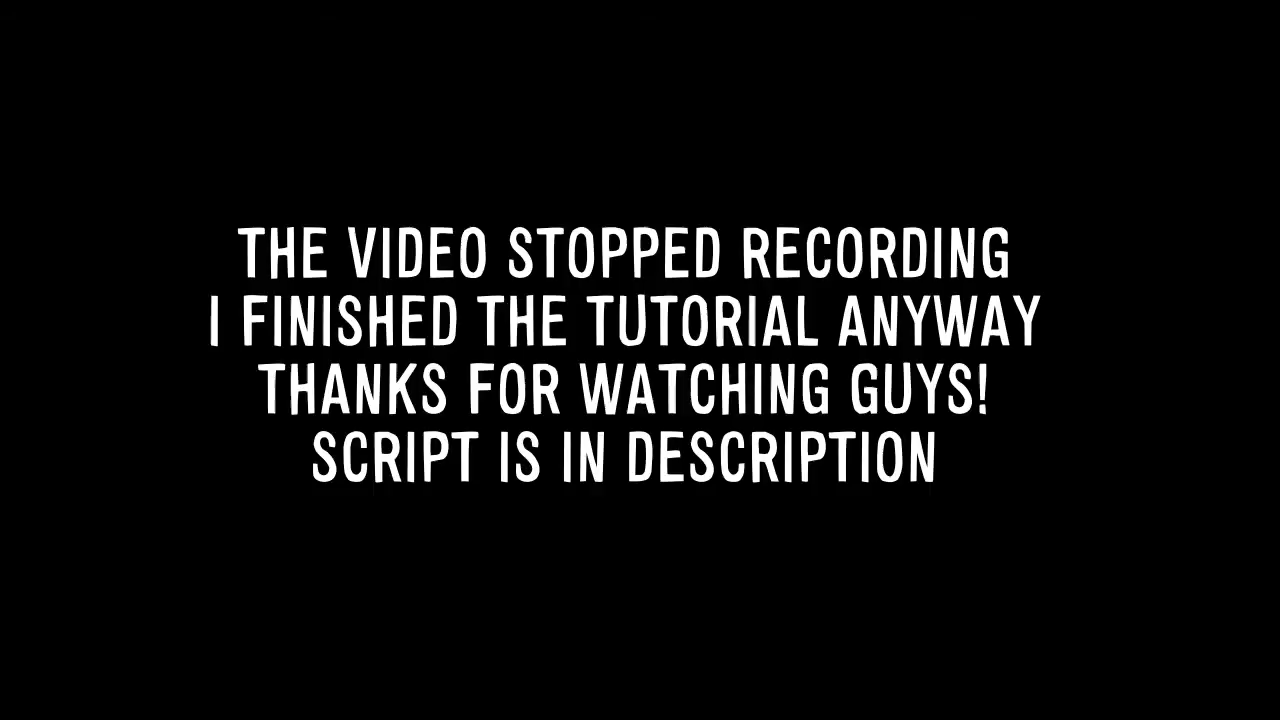 THE VIDEO STOPPED RECORDING
I FINISHED THE TUTORIAL ANYWAY
THANKS FOR WATCHING GUYS!
SCRIPT IS IN DESCRIPTION